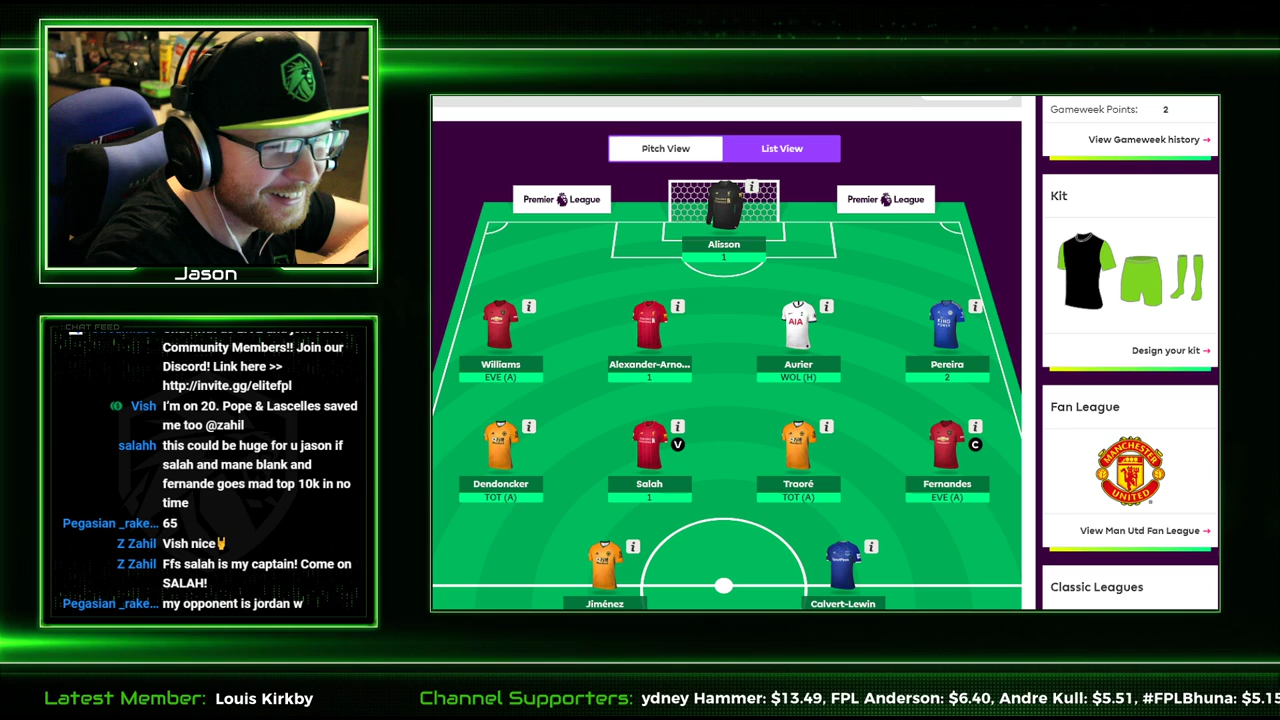 Jason
CHAT FEED
Community Members!! Join our
Discord! Link here >>
http://invite.gg/elitefpl
Vish I'm on 20. Pope & Lascelles saved
me too @zahil
salahh this could be huge for u jason if
salah and mane blank and
fernande goes mad top 10k in no
time
Pegasian _rake... 65
Z Zahil Vish nice🤘
Z Zahil Ffs salah is my captain! Come on
SALAH!
Pegasian _rake... my opponent is jordan w
Pitch View List View
Premier League Premier League
Alisson
1
Williams Alexander-Arno... Aurier Pereira
EVE (A) 1 WOL (H) 2
AIA
KING POWER
V C
Dendoncker Salah Traoré Fernandes
TOT (A) 1 TOT (A) EVE (A)
Jiménez Calvert-Lewin
Gameweek Points: 2
View Gameweek history →
Kit
Design your kit →
Fan League
MANCHESTER
UNITED
View Man Utd Fan League →
Classic Leagues
Latest Member: Louis Kirkby
Channel Supporters: ydney Hammer: $13.49, FPL Anderson: $6.40, Andre Kull: $5.51, #FPLBhuna: $5.15